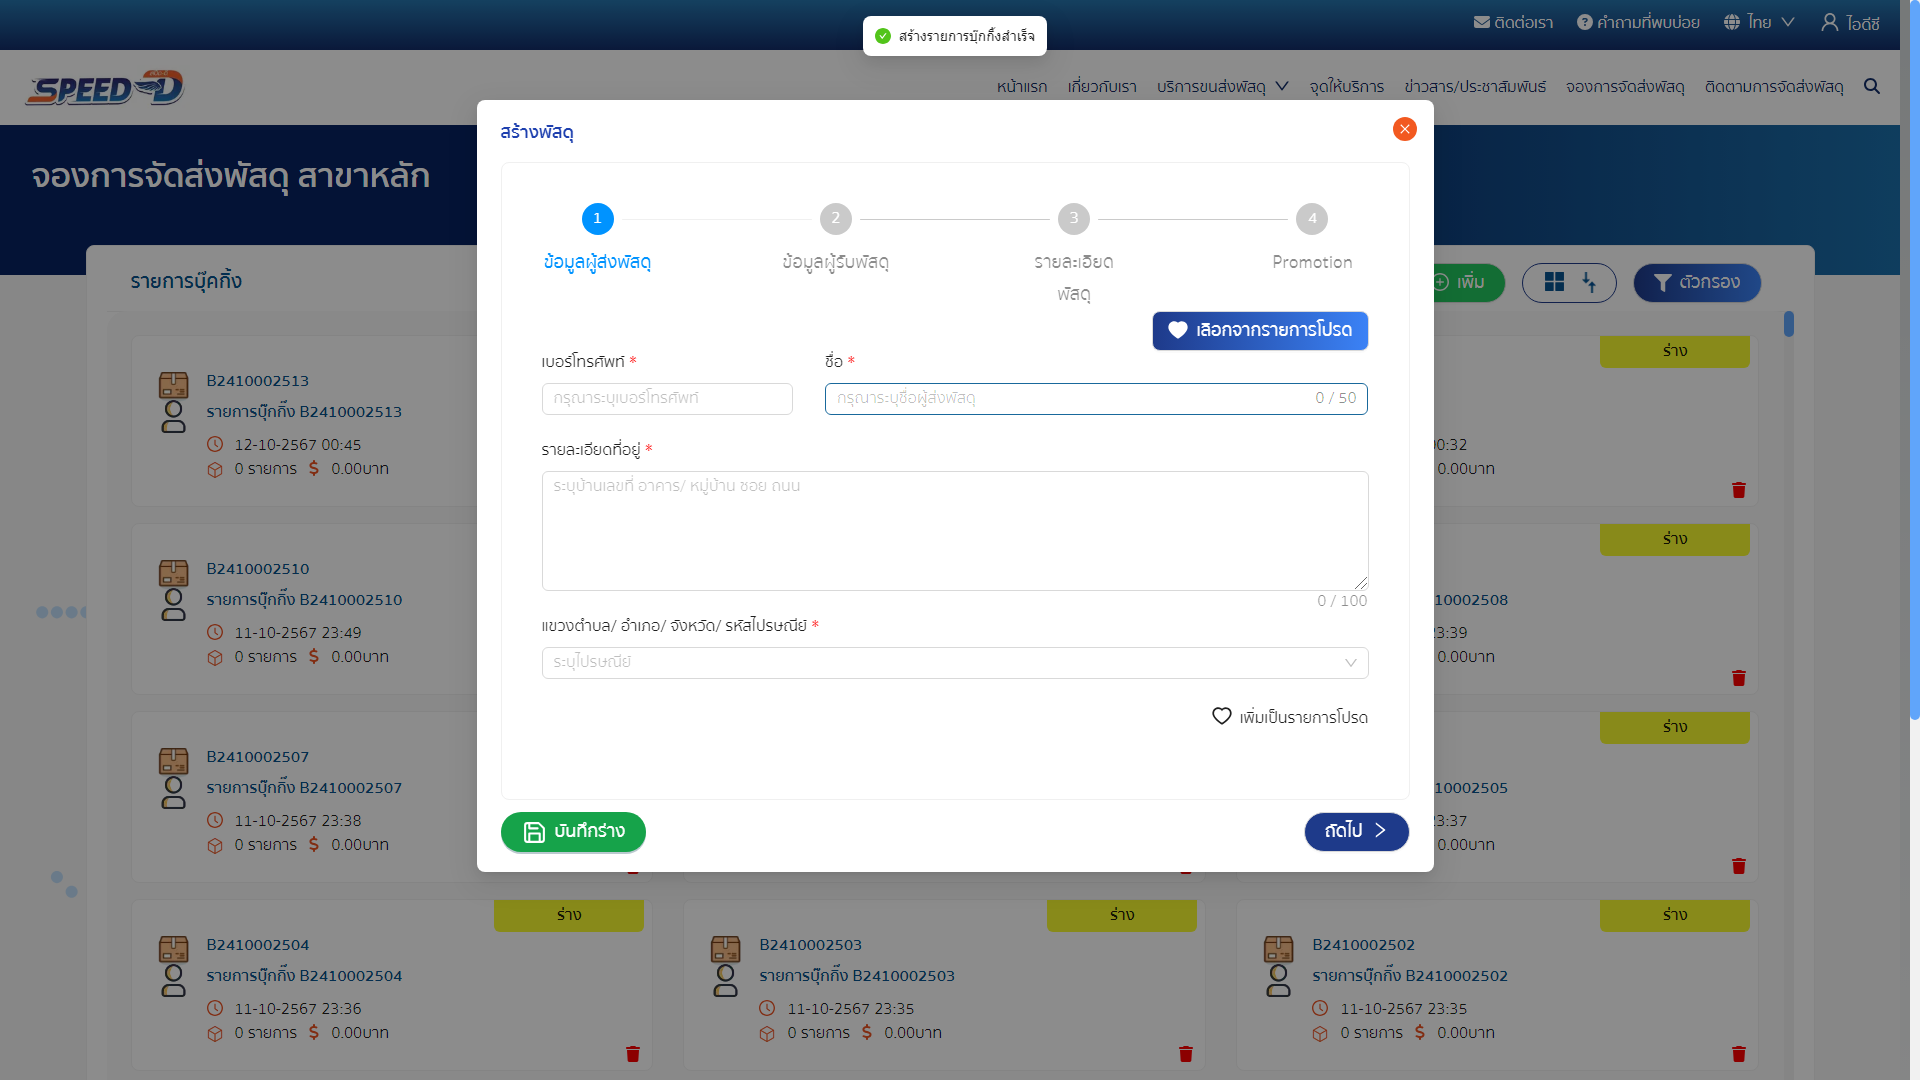 สร้างรายการบุ๊กกิ้งสำเร็จ
ติดต่อเรา
คำถามที่พบบ่อย
ไทย
ไอดีซี
SPEED D
หน้าแรก
เกี่ยวกับเรา
บริการขนส่งพัสดุ
จุดให้บริการ
ข่าวสาร/ประชาสัมพันธ์
จองการจัดส่งพัสดุ
ติดตามการจัดส่งพัสดุ
จองการจัดส่งพัสดุ สาขาหลัก
สร้างพัสดุ
1
2
3
4
ข้อมูลผู้ส่งพัสดุ
ข้อมูลผู้รับพัสดุ
รายละเอียด
พัสดุ
Promotion
เลือกจากรายการโปรด
เบอร์โทรศัพท์ *
ชื่อ *
กรุณาระบุเบอร์โทรศัพท์
กรุณาระบุชื่อผู้ส่งพัสดุ
0 / 50
รายละเอียดที่อยู่ *
ระบุบ้านเลขที่ อาคาร/ หมู่บ้าน ซอย ถนน
0 / 100
แขวงตำบล/ อำเภอ/ จังหวัด/ รหัสไปรษณีย์ *
ระบุไปรษณีย์
เพิ่มเป็นรายการโปรด
บันทึกร่าง
ถัดไป
รายการบุ๊คกิ้ง
เพิ่ม
ตัวกรอง
B2410002513
รายการบุ๊กกิ้ง B2410002513
12-10-2567 00:45
0 รายการ
0.00บาท
ร่าง
00:32
0.00บาท
B2410002510
รายการบุ๊กกิ้ง B2410002510
11-10-2567 23:49
0 รายการ
0.00บาท
ร่าง
10002508
23:39
0.00บาท
B2410002507
รายการบุ๊กกิ้ง B2410002507
11-10-2567 23:38
0 รายการ
0.00บาท
ร่าง
10002505
23:37
0.00บาท
ร่าง
B2410002504
รายการบุ๊กกิ้ง B2410002504
11-10-2567 23:36
0 รายการ
0.00บาท
ร่าง
B2410002503
รายการบุ๊กกิ้ง B2410002503
11-10-2567 23:35
0 รายการ
0.00บาท
ร่าง
B2410002502
รายการบุ๊กกิ้ง B2410002502
11-10-2567 23:35
0 รายการ
0.00บาท